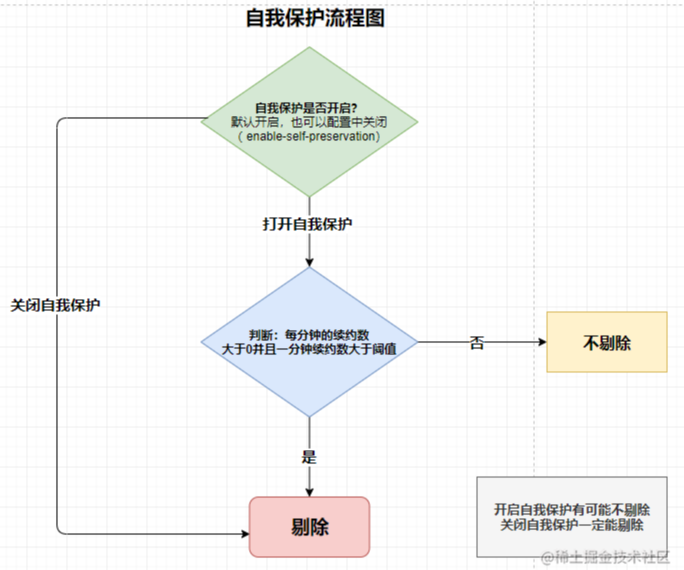 自我保护流程图
自我保护是否开启?
默认开启，也可以配置中关闭
（ enable-self-preservation）
打开自我保护
关闭自我保护
判断：每分钟的续约数
大于0并且一分钟续约数大于阈值
否
不剔除
是
剔除
开启自我保护有可能不剔除
关闭自我保护一定能剔除
@稀土掘金技术社区